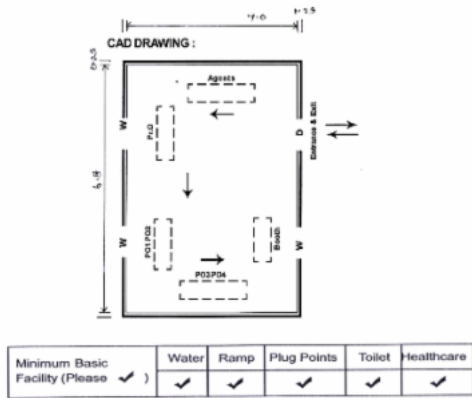 CAD DRAWING :
Agents
W
Pr.O
D
Entrance & Exit
W
PO1 PO2
Booth
W
PO3 PO4
Minimum Basic Facility (Please ✓ )
Water
Ramp
Plug Points
Toilet
Healthcare
✓ ✓ ✓ ✓ ✓